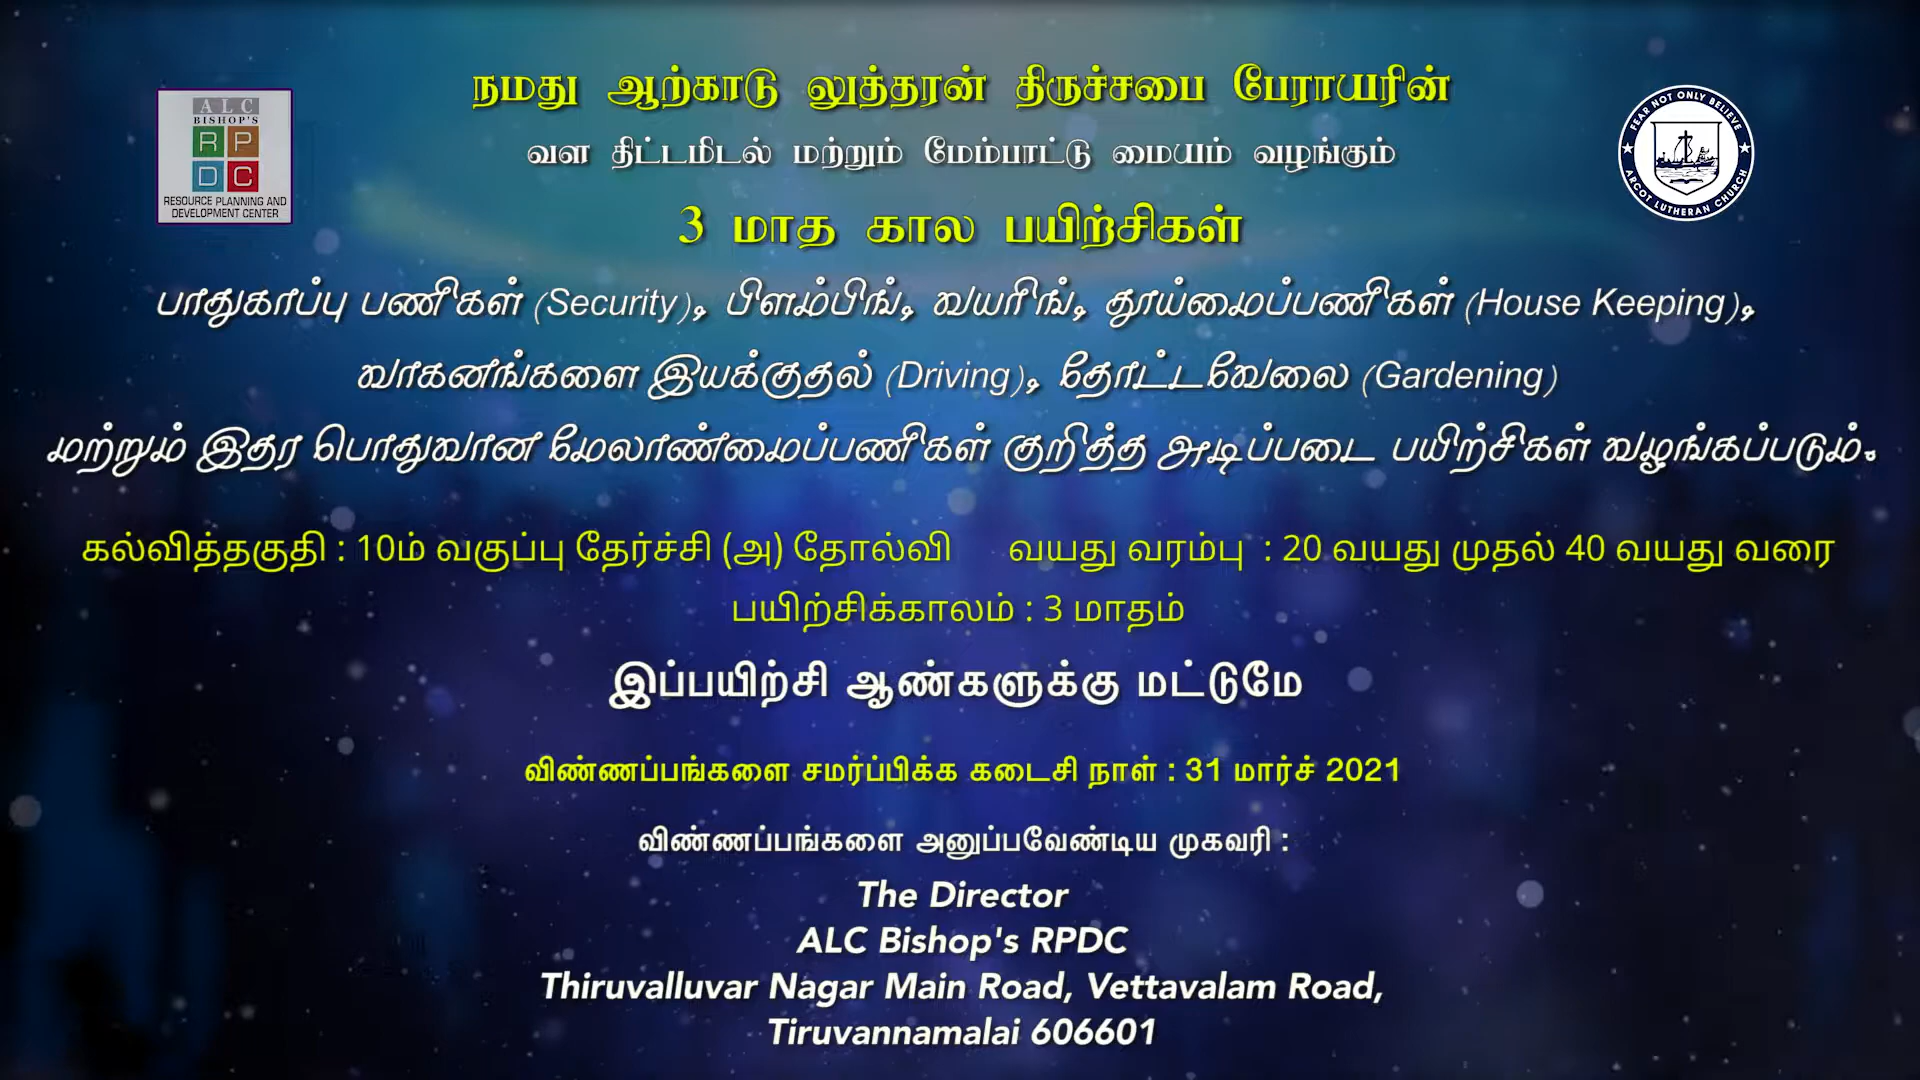 ALC
BISHOP'S
R P
D C
RESOURCE PLANNING AND
DEVELOPMENT CENTER
FEAR NOT ONLY BELIEVE
ARCOT LUTHERAN CHURCH
நமது ஆற்காடு லுத்தரன் திருச்சபை பேராயரின்
வள திட்டமிடல் மற்றும் மேம்பாட்டு மையம் வழங்கும்
3 மாத கால பயிற்சிகள்
பாதுகாப்பு பணிகள் (Security), பிளம்பிங், வயரிங், தூய்மைப்பணிகள் (House Keeping),
வாகனங்களை இயக்குதல் (Driving), தோட்டவேலை (Gardening)
மற்றும் இதர பொதுவான மேலாண்மைப்பணிகள் குறித்த அடிப்படை பயிற்சிகள் வழங்கப்படும்.
கல்வித்தகுதி : 10ம் வகுப்பு தேர்ச்சி (அ) தோல்வி வயது வரம்பு : 20 வயது முதல் 40 வயது வரை
பயிற்சிக்காலம் : 3 மாதம்
இப்பயிற்சி ஆண்களுக்கு மட்டுமே
விண்ணப்பங்களை சமர்ப்பிக்க கடைசி நாள் : 31 மார்ச் 2021
விண்ணப்பங்களை அனுப்பவேண்டிய முகவரி :
The Director
ALC Bishop's RPDC
Thiruvalluvar Nagar Main Road, Vettavalam Road,
Tiruvannamalai 606601